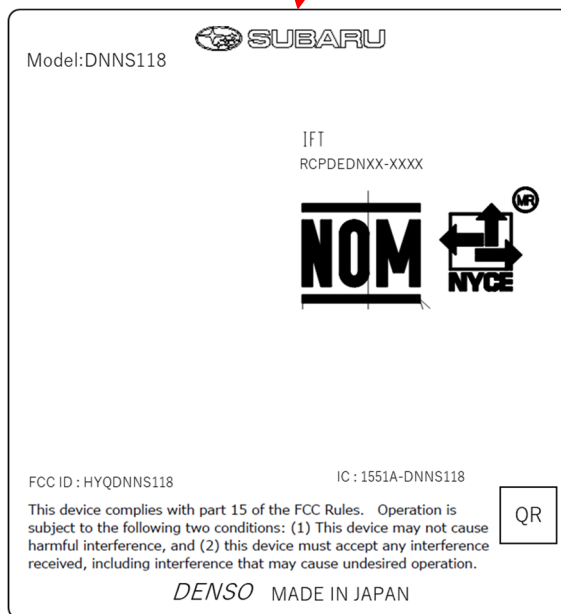 SUBARU
Model:DNNS118
IFT
RCPDEDNXX-XXXX
NOM
MR
NYCE
FCC ID : HYQDNNS118
IC : 1551A-DNNS118
This device complies with part 15 of the FCC Rules. Operation is
subject to the following two conditions: (1) This device may not cause
harmful interference, and (2) this device must accept any interference
received, including interference that may cause undesired operation.
QR
DENSO MADE IN JAPAN